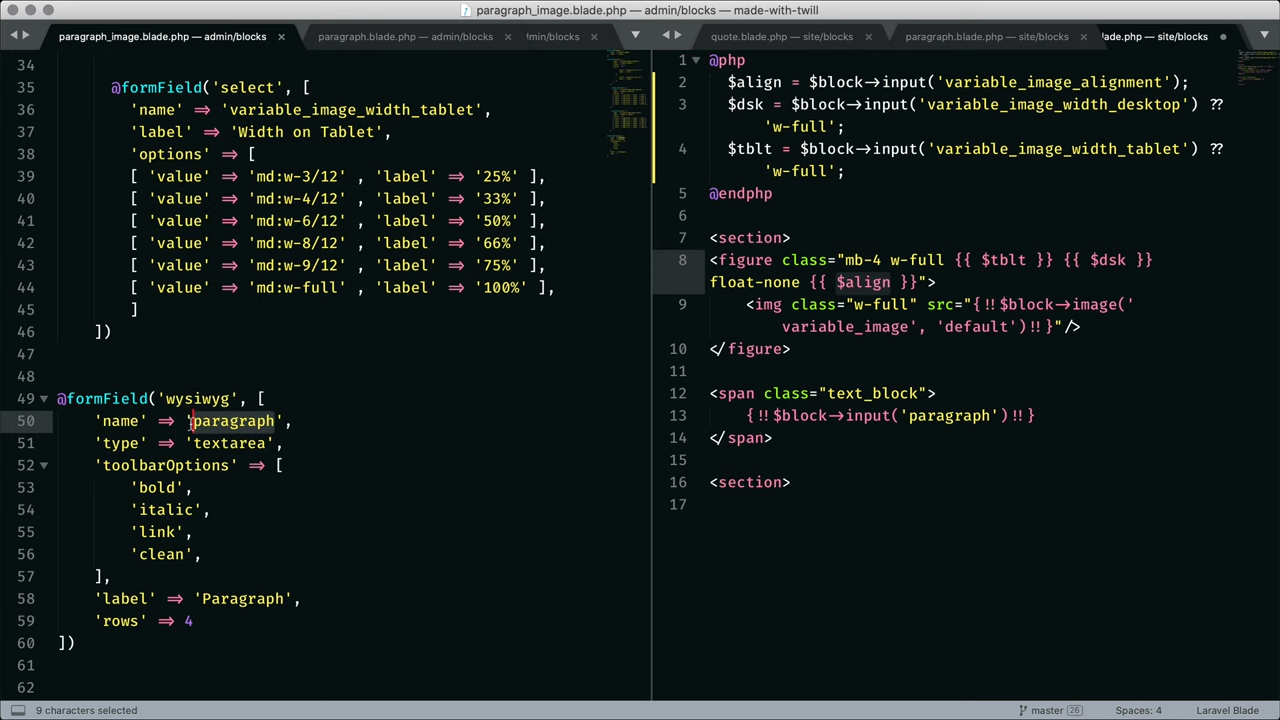 paragraph_image.blade.php — admin/blocks — made-with-twill
paragraph_image.blade.php — admin/blocks ×
paragraph.blade.php — admin/blocks ×
lmin/blocks ×
quote.blade.php — site/blocks ×
paragraph.blade.php — site/blocks ×
lade.php — site/blocks
34
35 @formField('select', [
36 'name' => 'variable_image_width_tablet',
37 'label' => 'Width on Tablet',
38 'options' => [
39 [ 'value' => 'md:w-3/12' , 'label' => '25%' ],
40 [ 'value' => 'md:w-4/12' , 'label' => '33%' ],
41 [ 'value' => 'md:w-6/12' , 'label' => '50%' ],
42 [ 'value' => 'md:w-8/12' , 'label' => '66%' ],
43 [ 'value' => 'md:w-9/12' , 'label' => '75%' ],
44 [ 'value' => 'md:w-full' , 'label' => '100%' ],
45 ]
46 ])
47
48
49 @formField('wysiwyg', [
50 'name' => 'paragraph',
51 'type' => 'textarea',
52 'toolbarOptions' => [
53 'bold',
54 'italic',
55 'link',
56 'clean',
57 ],
58 'label' => 'Paragraph',
59 'rows' => 4
60 ])
61
62
1 @php
2 $align = $block->input('variable_image_alignment');
3 $dsk = $block->input('variable_image_width_desktop') ??
'w-full';
4 $tblt = $block->input('variable_image_width_tablet') ??
'w-full';
5 @endphp
6
7 <section>
8 <figure class="mb-4 w-full {{ $tblt }} {{ $dsk }}
float-none {{ $align }}">
9 <img class="w-full" src="{!!$block->image('
variable_image', 'default')!!}"/>
10 </figure>
11
12 <span class="text_block">
13 {!!$block->input('paragraph')!!}
14 </span>
15
16 <section>
17
9 characters selected
master 26
Spaces: 4
Laravel Blade